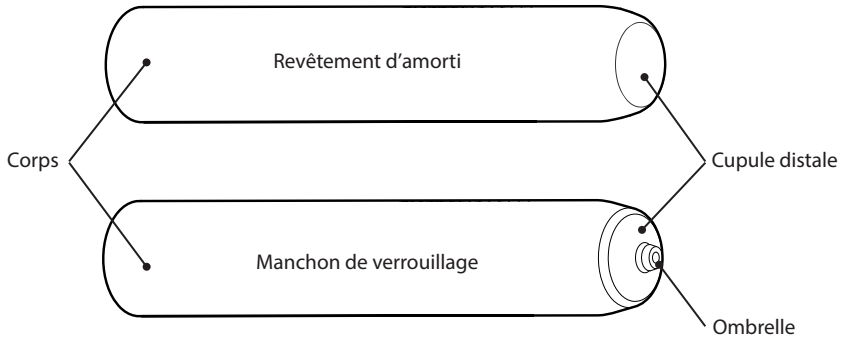 Revêtement d’amorti
Corps
Cupule distale
Manchon de verrouillage
Ombrelle